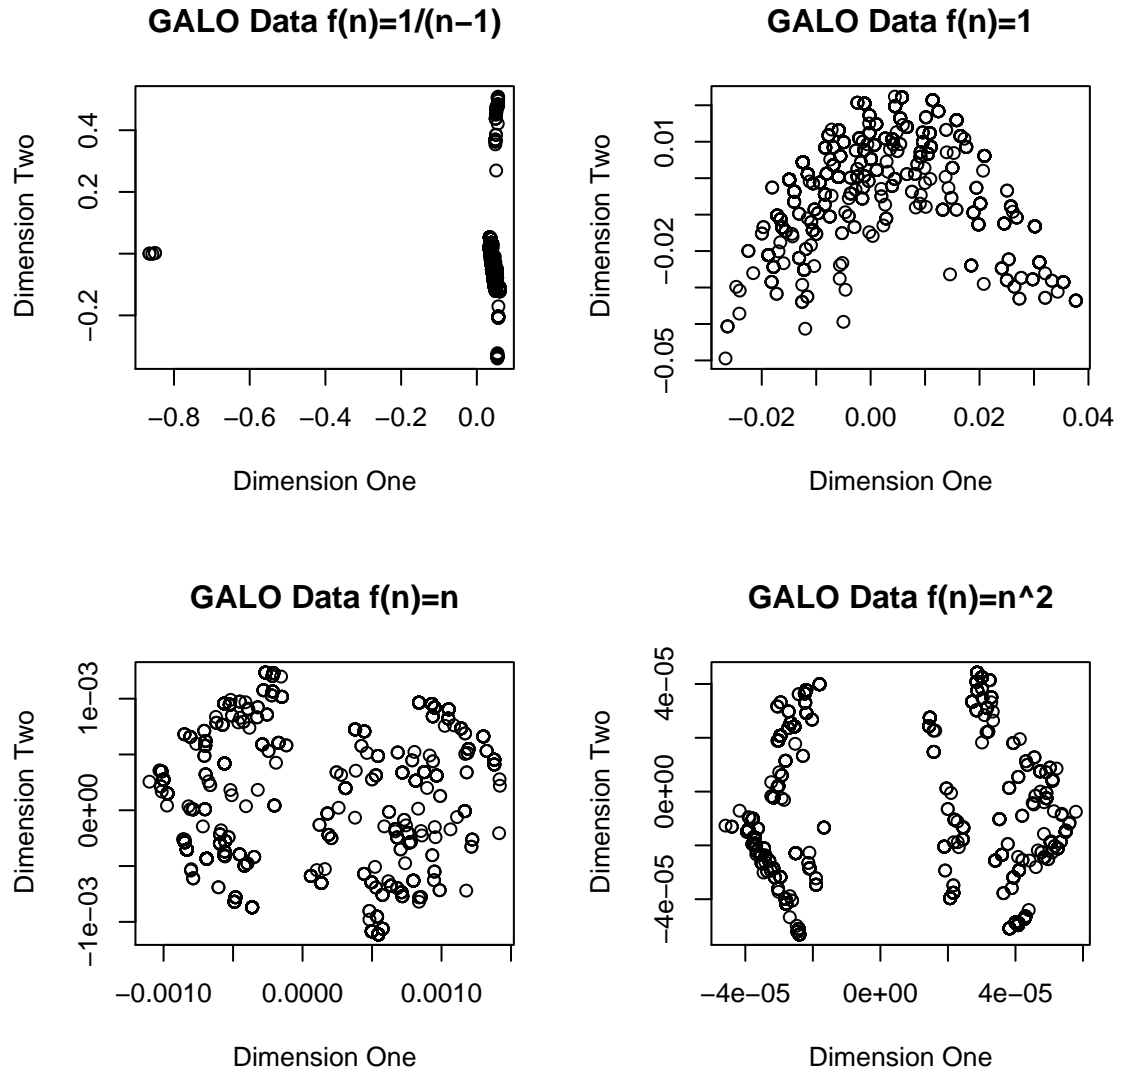 GALO Data f(n)=1/(n−1)
Dimension Two
−0.2
0.2
0.4
−0.8
−0.6
−0.4
−0.2
0.0
Dimension One
GALO Data f(n)=1
Dimension Two
−0.05
−0.02
0.01
−0.02
0.00
0.02
0.04
Dimension One
GALO Data f(n)=n
Dimension Two
−1e−03
0e+00
1e−03
−0.0010
0.0000
0.0010
Dimension One
GALO Data f(n)=n^2
Dimension Two
−4e−05
0e+00
4e−05
−4e−05
0e+00
4e−05
Dimension One